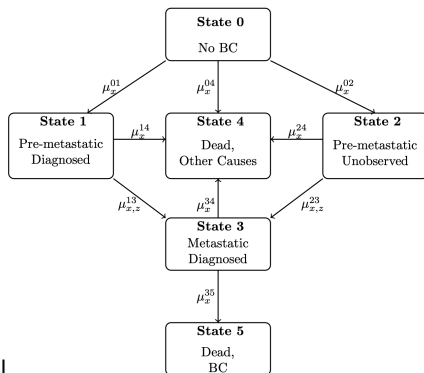 State 0
No BC
μ_x^{01}
μ_x^{04}
μ_x^{02}
State 1
Pre-metastatic
Diagnosed
μ_x^{14}
State 4
Dead,
Other Causes
μ_x^{24}
State 2
Pre-metastatic
Unobserved
μ_{x,z}^{13}
μ_x^{34}
μ_{x,z}^{23}
State 3
Metastatic
Diagnosed
μ_x^{35}
State 5
Dead,
BC